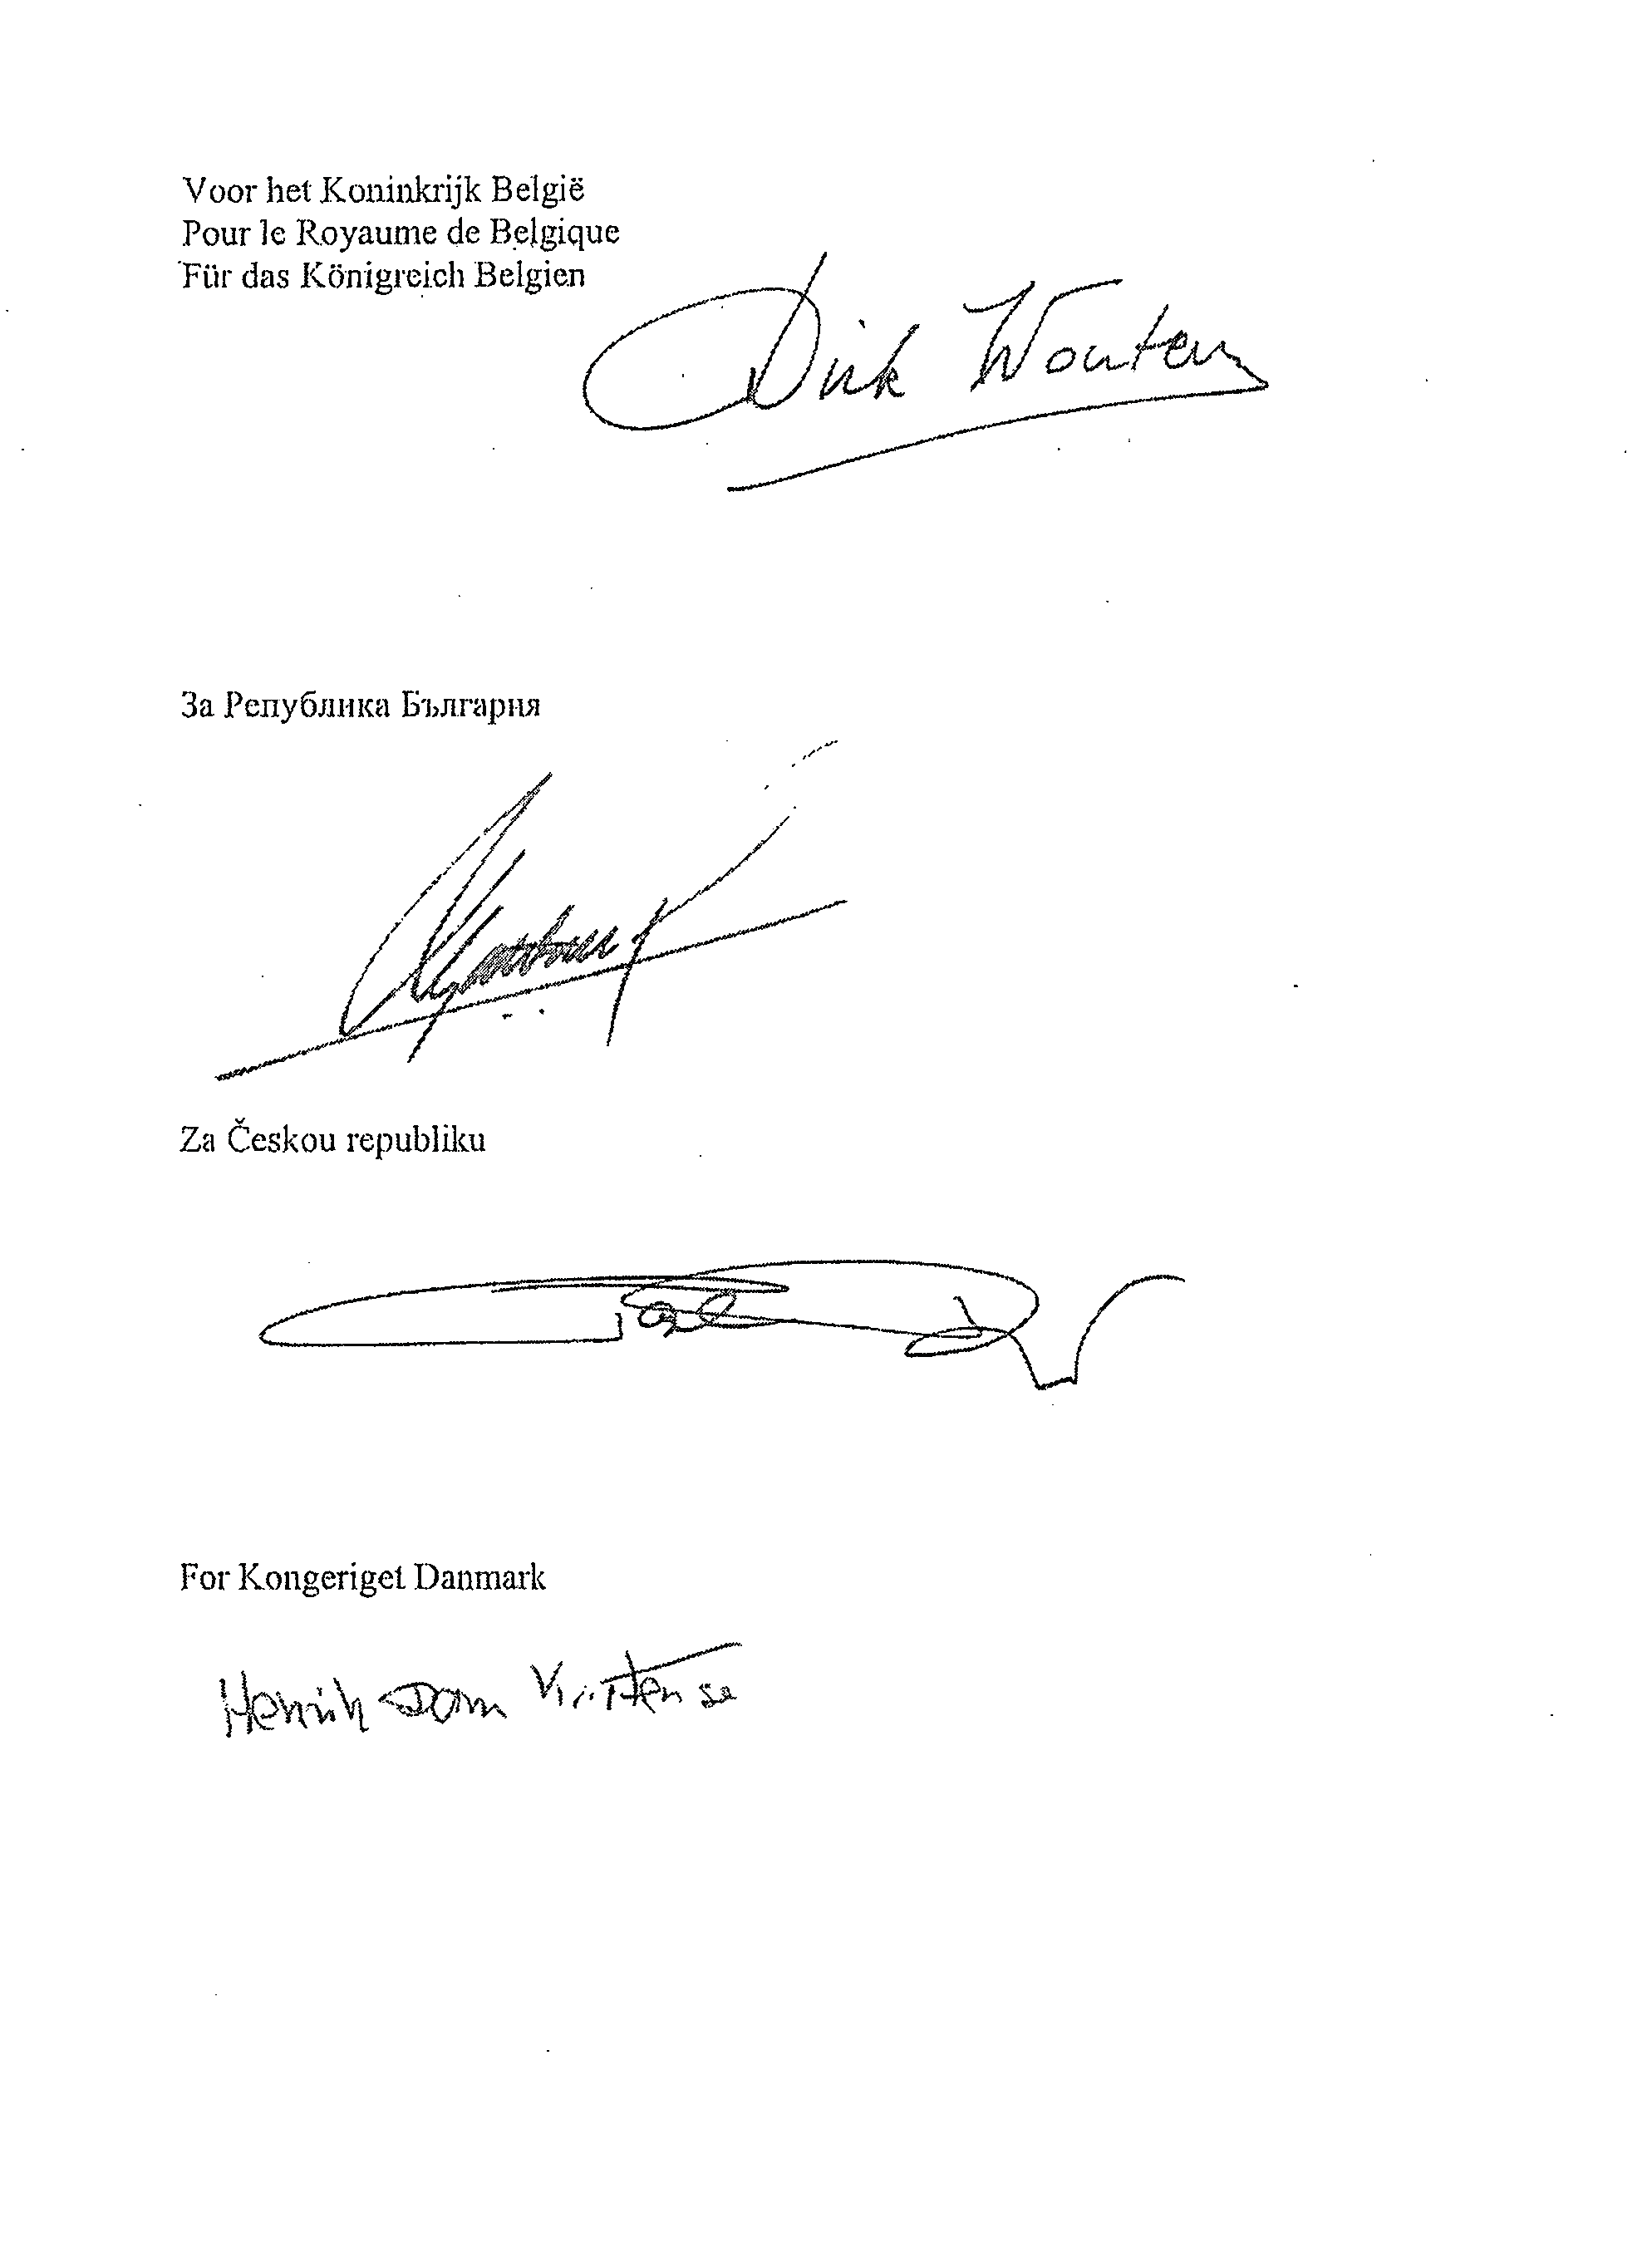 Voor het Koninkrijk België
Pour le Royaume de Belgique
Für das Königreich Belgien
Dirk Wouters
За Република България
Za Českou republiku
For Kongeriget Danmark
Henrik Dam